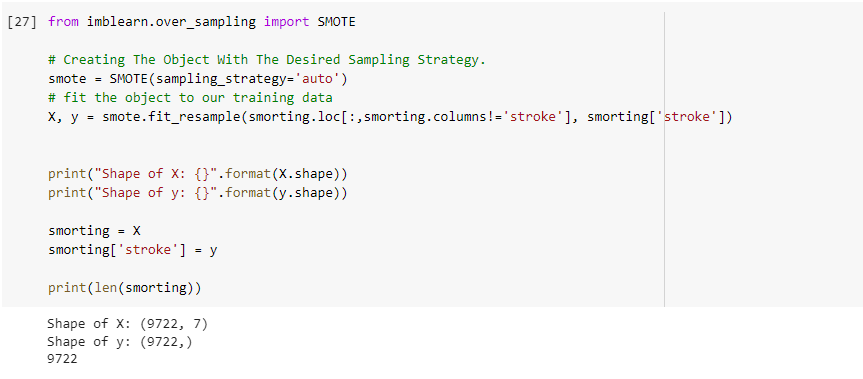 [27] from imblearn.over_sampling import SMOTE
# Creating The Object With The Desired Sampling Strategy.
smote = SMOTE(sampling_strategy='auto')
# fit the object to our training data
X, y = smote.fit_resample(smorting.loc[:,smorting.columns!='stroke'], smorting['stroke'])
print("Shape of X: {}".format(X.shape))
print("Shape of y: {}".format(y.shape))
smorting = X
smorting['stroke'] = y
print(len(smorting))
Shape of X: (9722, 7)
Shape of y: (9722,)
9722